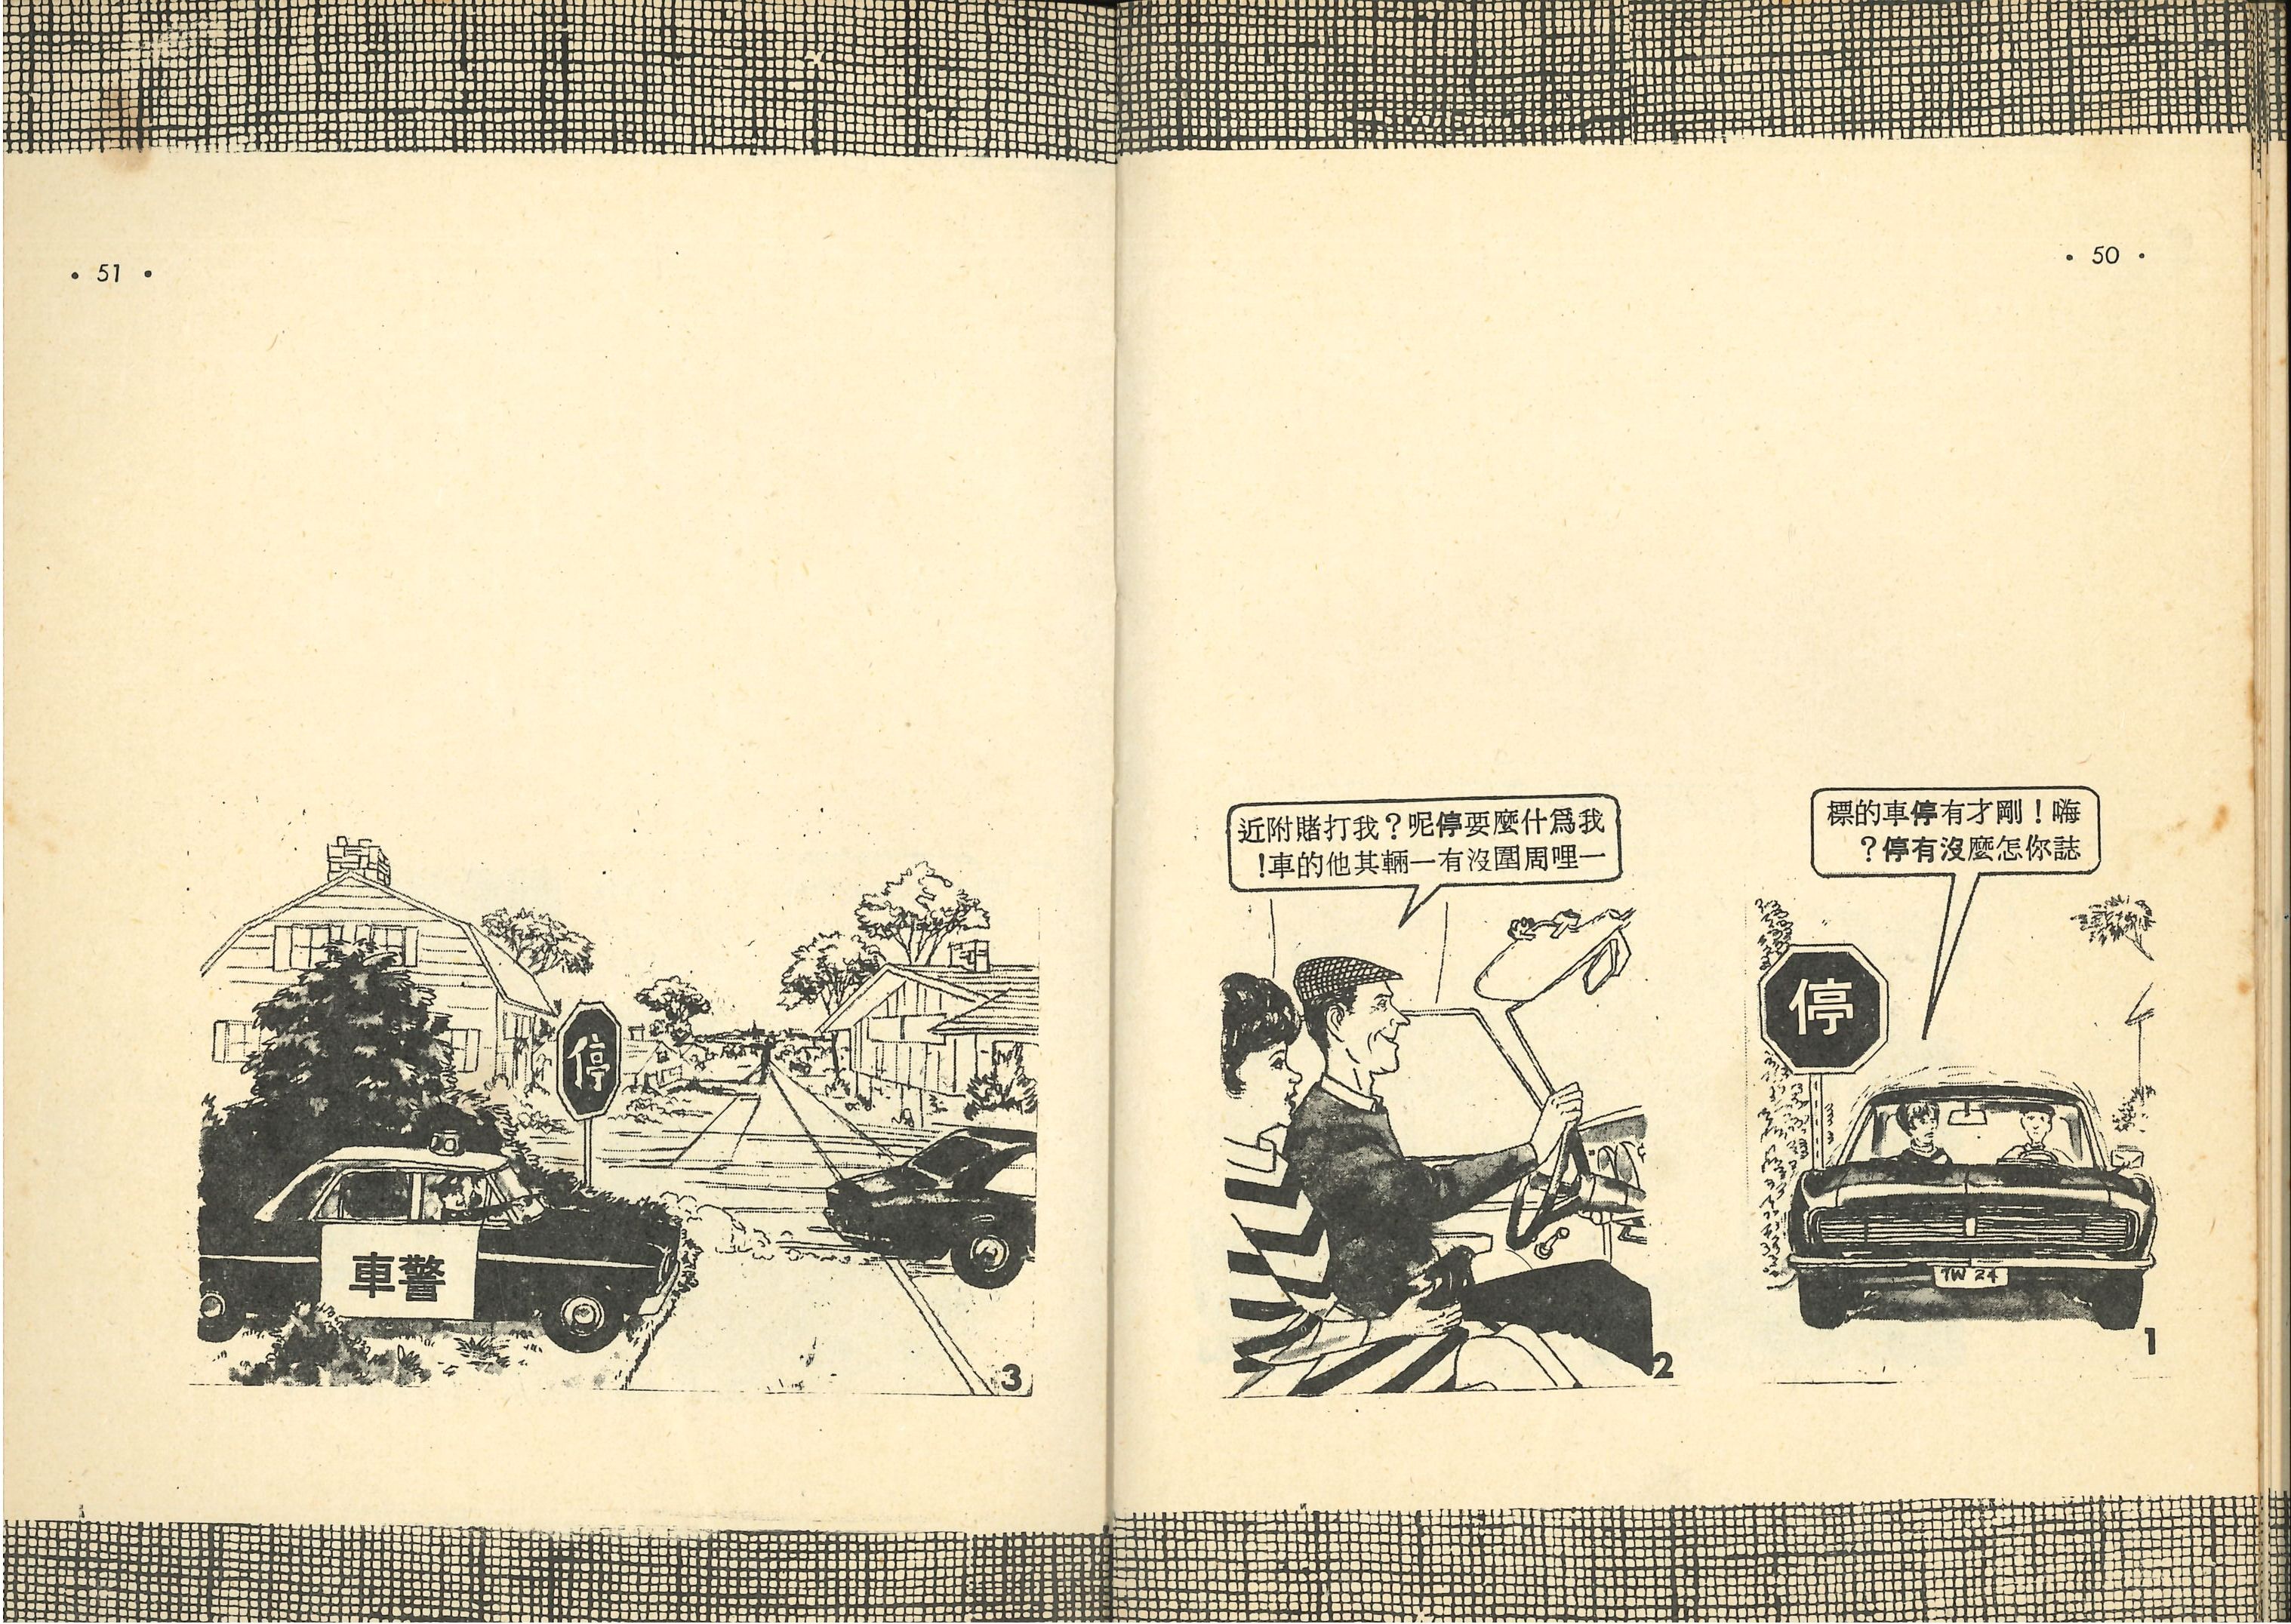 • 50 •
嗨！剛才有停車的標
誌你怎麼沒有停？
停
TW 24
1
我爲什麼要停呢？我打賭附近
一哩周圍沒有一輛其他的車！
2
• 51 •
停
警車
3